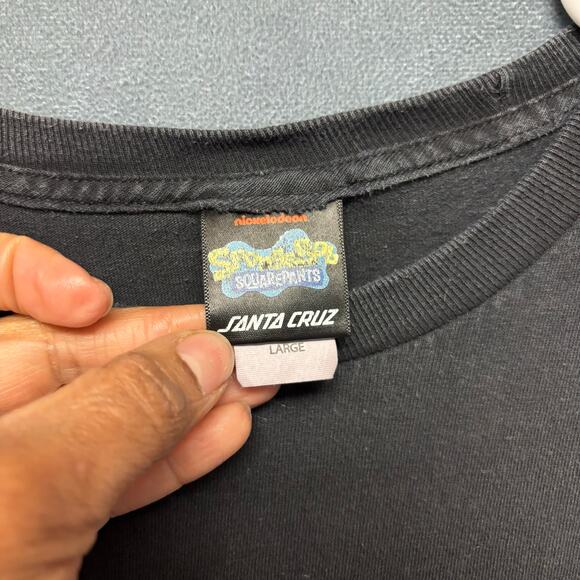 nickelodeon
SpongeBob
SQUAREPANTS
SANTA CRUZ
LARGE